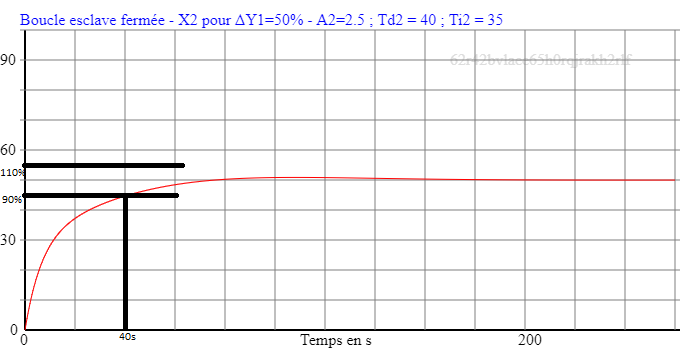 Boucle esclave fermée - X2 pour ΔY1=50% - A2=2.5 ; Td2 = 40 ; Ti2 = 35
90
60
110%
90%
30
0
0
40s
Temps en s
200